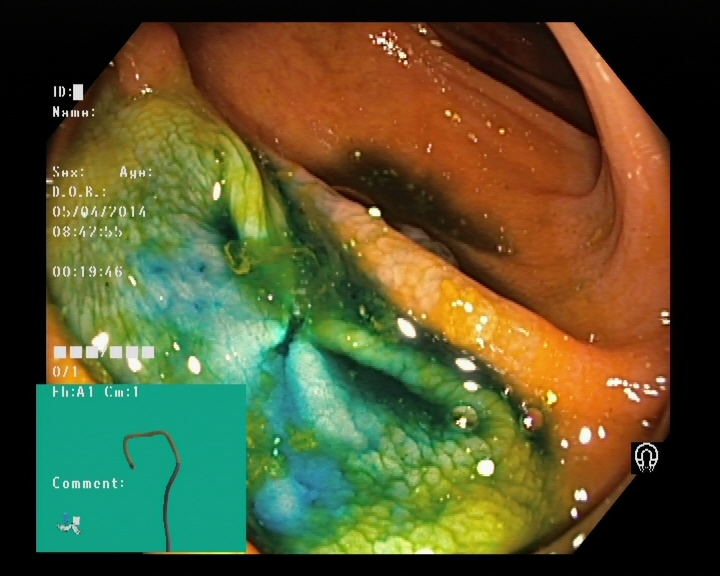 ID:
Name:
Sex: Age:
D.O.B.:
05/04/2014
08:42:55
00:19:46
0/1
Eh:A1 Cm:1
Comment: